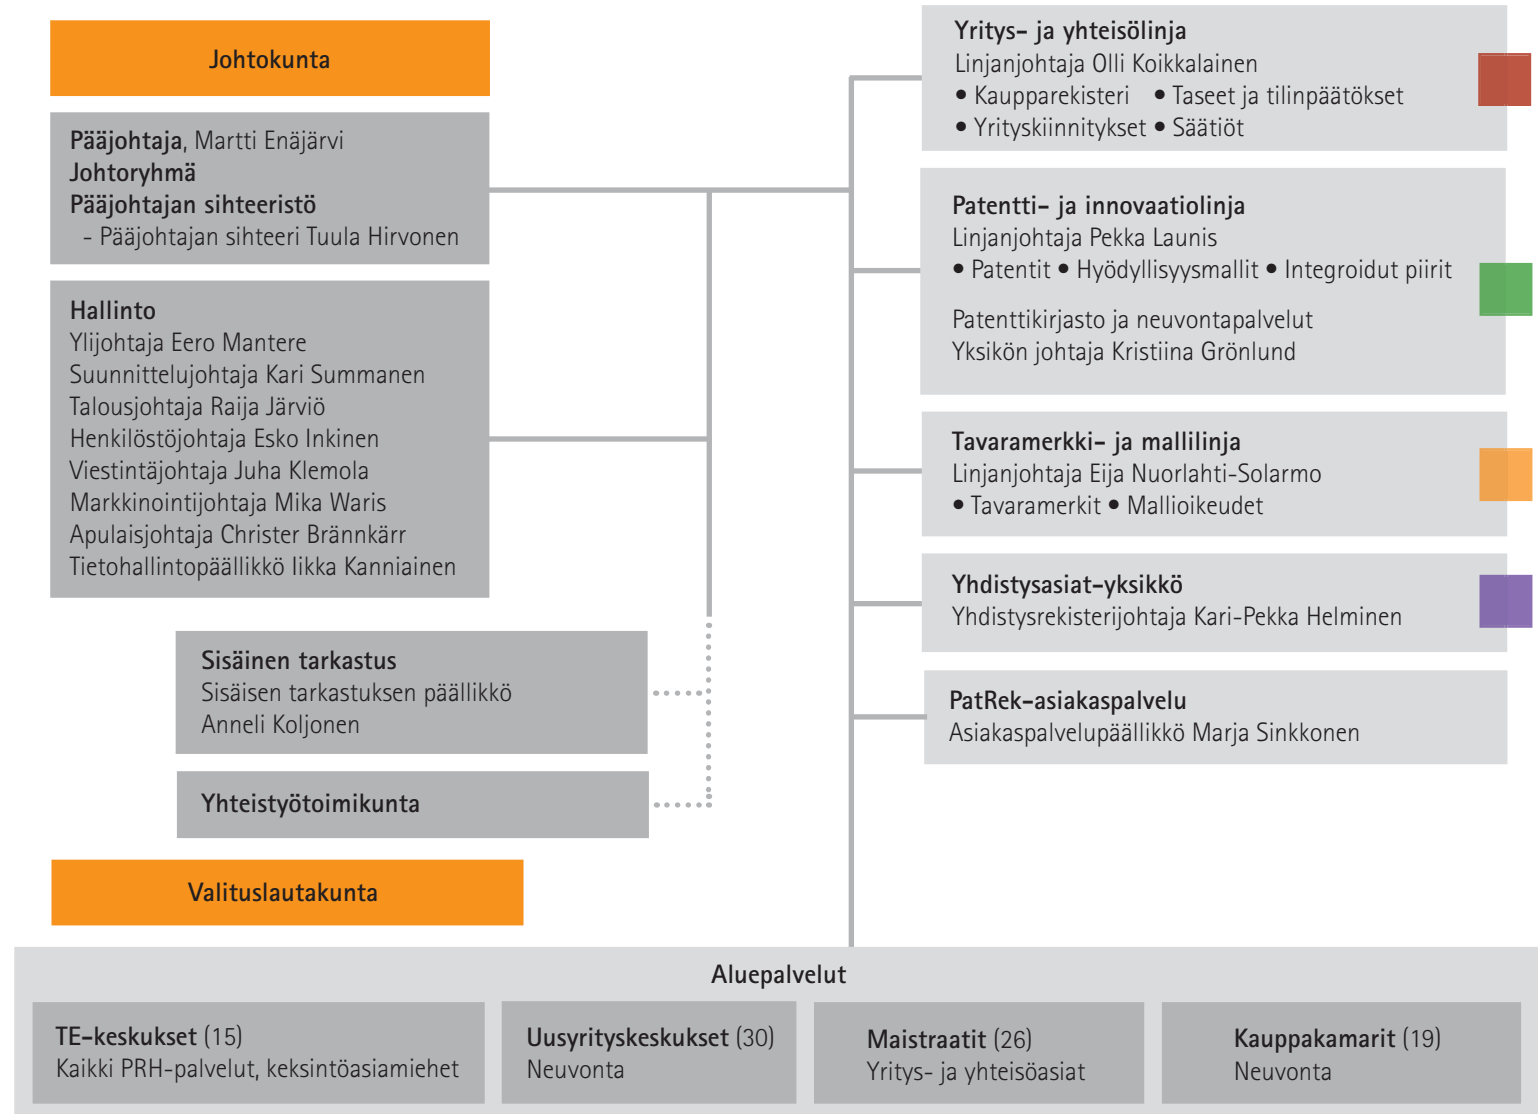 Johtokunta
Pääjohtaja, Martti Enäjärvi
Johtoryhmä
Pääjohtajan sihteeristö
- Pääjohtajan sihteeri Tuula Hirvonen
Hallinto
Ylijohtaja Eero Mantere
Suunnittelujohtaja Kari Summanen
Talousjohtaja Raija Järviö
Henkilöstöjohtaja Esko Inkinen
Viestintäjohtaja Juha Klemola
Markkinointijohtaja Mika Waris
Apulaisjohtaja Christer Brännkärr
Tietohallintopäällikkö Iikka Kanniainen
Sisäinen tarkastus
Sisäisen tarkastuksen päällikkö
Anneli Koljonen
Yhteistyötoimikunta
Valituslautakunta
Yritys- ja yhteisölinja
Linjanjohtaja Olli Koikkalainen
• Kaupparekisteri • Taseet ja tilinpäätökset
• Yrityskiinnitykset • Säätiöt
Patentti- ja innovaatiolinja
Linjanjohtaja Pekka Launis
• Patentit • Hyödyllisyysmallit • Integroidut piirit
Patenttikirjasto ja neuvontapalvelut
Yksikön johtaja Kristiina Grönlund
Tavaramerkki- ja mallilinja
Linjanjohtaja Eija Nuorlahti-Solarmo
• Tavaramerkit • Mallioikeudet
Yhdistysasiat-yksikkö
Yhdistysrekisterijohtaja Kari-Pekka Helminen
PatRek-asiakaspalvelu
Asiakaspalvelupäällikkö Marja Sinkkonen
Aluepalvelut
TE-keskukset (15)
Kaikki PRH-palvelut, keksintöasiamiehet
Uusyrityskeskukset (30)
Neuvonta
Maistraatit (26)
Yritys- ja yhteisöasiat
Kauppakamarit (19)
Neuvonta